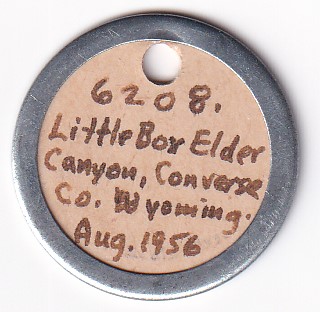 6208.
Little Box Elder
Canyon, Converse
Co. Wyoming.
Aug. 1956